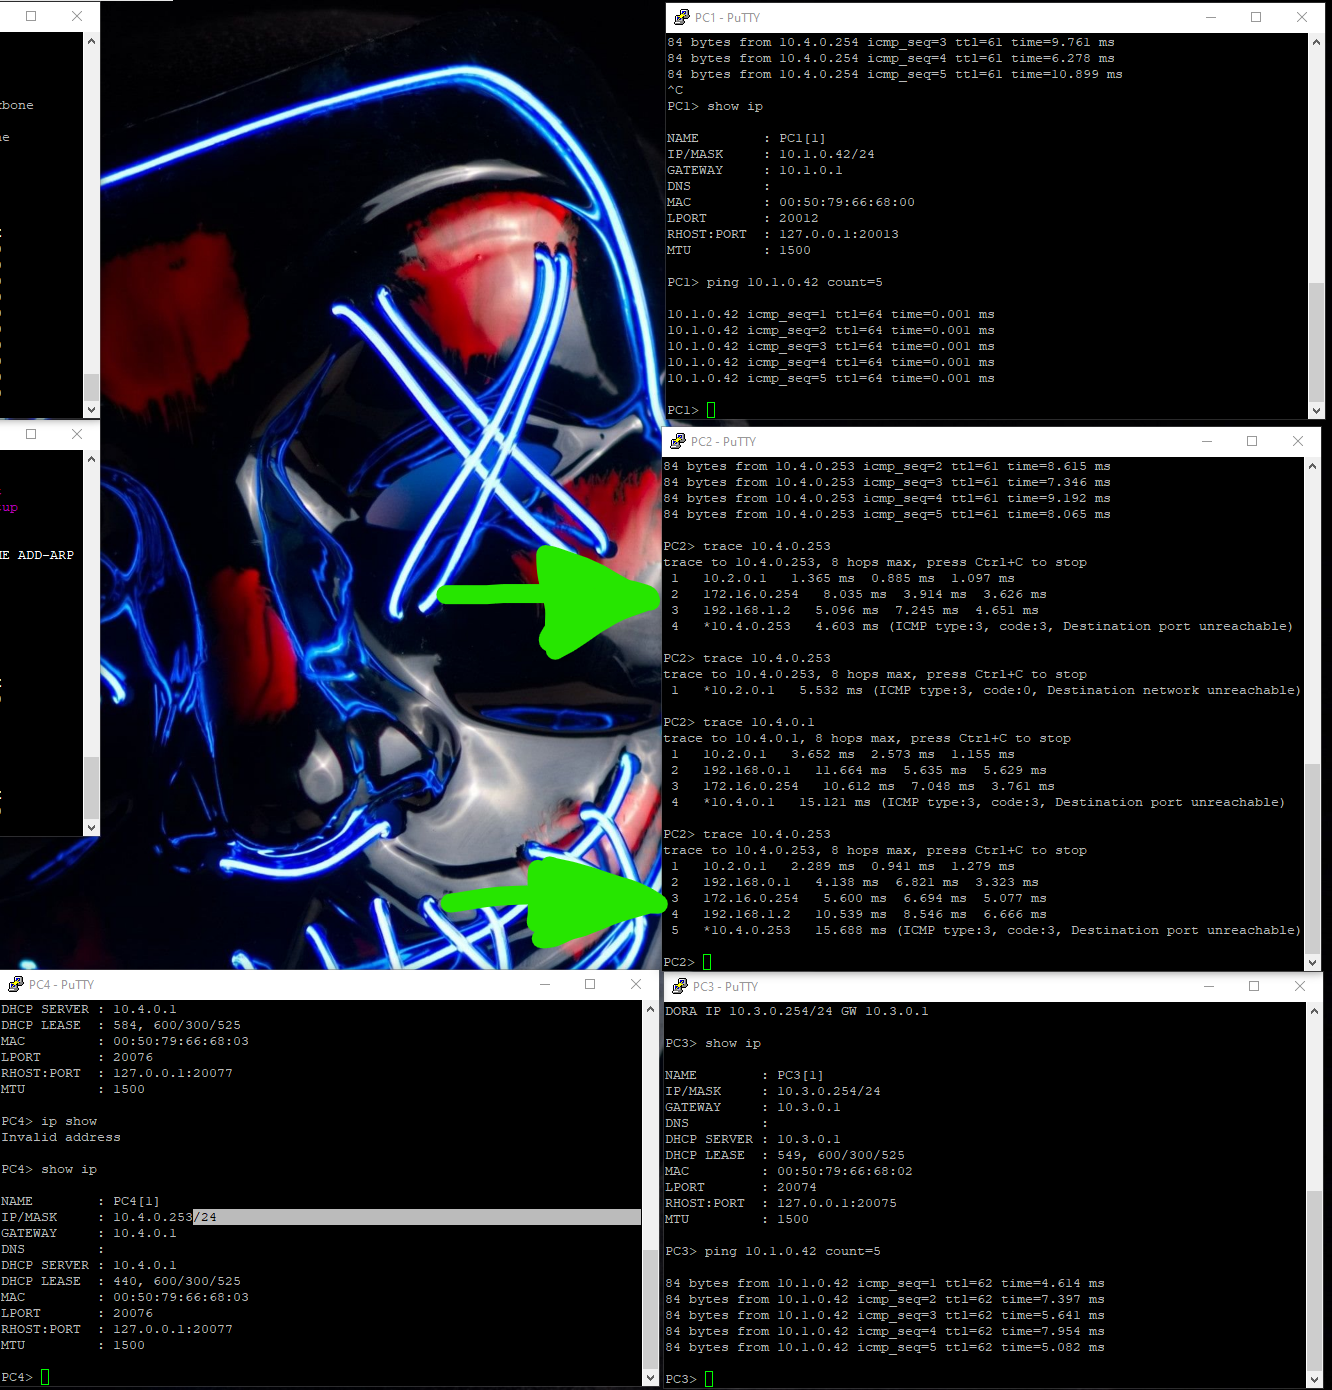 :bone
ne
:up
ME ADD-ARP
PC1 - PuTTY
84 bytes from 10.4.0.254 icmp_seq=3 ttl=61 time=9.761 ms
84 bytes from 10.4.0.254 icmp_seq=4 ttl=61 time=6.278 ms
84 bytes from 10.4.0.254 icmp_seq=5 ttl=61 time=10.899 ms
^C
PC1> show ip
NAME : PC1[1]
IP/MASK : 10.1.0.42/24
GATEWAY : 10.1.0.1
DNS :
MAC : 00:50:79:66:68:00
LPORT : 20012
RHOST:PORT : 127.0.0.1:20013
MTU : 1500
PC1> ping 10.1.0.42 count=5
10.1.0.42 icmp_seq=1 ttl=64 time=0.001 ms
10.1.0.42 icmp_seq=2 ttl=64 time=0.001 ms
10.1.0.42 icmp_seq=3 ttl=64 time=0.001 ms
10.1.0.42 icmp_seq=4 ttl=64 time=0.001 ms
10.1.0.42 icmp_seq=5 ttl=64 time=0.001 ms
PC1>
PC2 - PuTTY
84 bytes from 10.4.0.253 icmp_seq=2 ttl=61 time=8.615 ms
84 bytes from 10.4.0.253 icmp_seq=3 ttl=61 time=7.346 ms
84 bytes from 10.4.0.253 icmp_seq=4 ttl=61 time=9.192 ms
84 bytes from 10.4.0.253 icmp_seq=5 ttl=61 time=8.065 ms
PC2> trace 10.4.0.253
trace to 10.4.0.253, 8 hops max, press Ctrl+C to stop
1 10.2.0.1 1.365 ms 0.885 ms 1.097 ms
2 172.16.0.254 8.035 ms 3.914 ms 3.626 ms
3 192.168.1.2 5.096 ms 7.245 ms 4.651 ms
4 *10.4.0.253 4.603 ms (ICMP type:3, code:3, Destination port unreachable)
PC2> trace 10.4.0.253
trace to 10.4.0.253, 8 hops max, press Ctrl+C to stop
1 *10.2.0.1 5.532 ms (ICMP type:3, code:0, Destination network unreachable)
PC2> trace 10.4.0.1
trace to 10.4.0.1, 8 hops max, press Ctrl+C to stop
1 10.2.0.1 3.652 ms 2.573 ms 1.155 ms
2 192.168.0.1 11.664 ms 5.635 ms 5.629 ms
3 172.16.0.254 10.612 ms 7.048 ms 3.761 ms
4 *10.4.0.1 15.121 ms (ICMP type:3, code:3, Destination port unreachable)
PC2> trace 10.4.0.253
trace to 10.4.0.253, 8 hops max, press Ctrl+C to stop
1 10.2.0.1 2.289 ms 0.941 ms 1.279 ms
2 192.168.0.1 4.138 ms 6.821 ms 3.323 ms
3 172.16.0.254 5.600 ms 6.694 ms 5.077 ms
4 192.168.1.2 10.539 ms 8.546 ms 6.666 ms
5 *10.4.0.253 15.688 ms (ICMP type:3, code:3, Destination port unreachable)
PC2>
PC4 - PuTTY
DHCP SERVER : 10.4.0.1
DHCP LEASE : 584, 600/300/525
MAC : 00:50:79:66:68:03
LPORT : 20076
RHOST:PORT : 127.0.0.1:20077
MTU : 1500
PC4> ip show
Invalid address
PC4> show ip
NAME : PC4[1]
IP/MASK : 10.4.0.253/24
GATEWAY : 10.4.0.1
DNS :
DHCP SERVER : 10.4.0.1
DHCP LEASE : 440, 600/300/525
MAC : 00:50:79:66:68:03
LPORT : 20076
RHOST:PORT : 127.0.0.1:20077
MTU : 1500
PC4>
PC3 - PuTTY
DORA IP 10.3.0.254/24 GW 10.3.0.1
PC3> show ip
NAME : PC3[1]
IP/MASK : 10.3.0.254/24
GATEWAY : 10.3.0.1
DNS :
DHCP SERVER : 10.3.0.1
DHCP LEASE : 549, 600/300/525
MAC : 00:50:79:66:68:02
LPORT : 20074
RHOST:PORT : 127.0.0.1:20075
MTU : 1500
PC3> ping 10.1.0.42 count=5
84 bytes from 10.1.0.42 icmp_seq=1 ttl=62 time=4.614 ms
84 bytes from 10.1.0.42 icmp_seq=2 ttl=62 time=7.397 ms
84 bytes from 10.1.0.42 icmp_seq=3 ttl=62 time=5.641 ms
84 bytes from 10.1.0.42 icmp_seq=4 ttl=62 time=7.954 ms
84 bytes from 10.1.0.42 icmp_seq=5 ttl=62 time=5.082 ms
PC3>